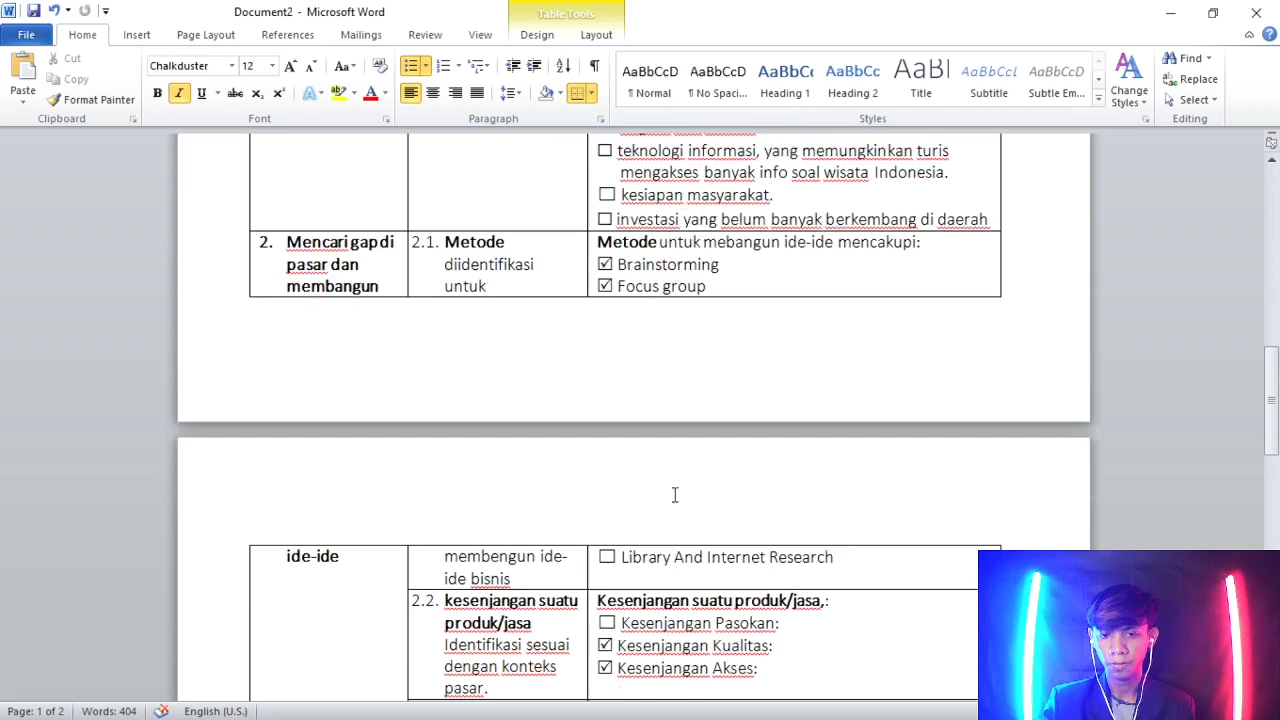 Document2 - Microsoft Word
Table Tools
File Home Insert Page Layout References Mailings Review View Design Layout
Paste
Cut
Copy
Format Painter
Clipboard
Chalkduster 12
Font
Paragraph
AaBbCcD AaBbCcD AaBbCc AaBbCc AaBbCcD AaBbCcD
¶ Normal ¶ No Spaci... Heading 1 Heading 2 Title Subtitle Subtle Em...
Change Styles
Styles
Find
Replace
Select
Editing
teknologi informasi, yang memungkinkan turis
mengakses banyak info soal wisata Indonesia.
kesiapan masyarakat.
investasi yang belum banyak berkembang di daerah
2. Mencari gap di
pasar dan
membangun
2.1. Metode
diidentifikasi
untuk
Metode untuk mebangun ide-ide mencakupi:
Brainstorming
Focus group
ide-ide
membengun ide-
ide bisnis
Library And Internet Research
2.2. kesenjangan suatu
produk/jasa
Identifikasi sesuai
dengan konteks
pasar.
Kesenjangan suatu produk/jasa,:
Kesenjangan Pasokan:
Kesenjangan Kualitas:
Kesenjangan Akses:
Page: 1 of 2 Words: 404 English (U.S.)